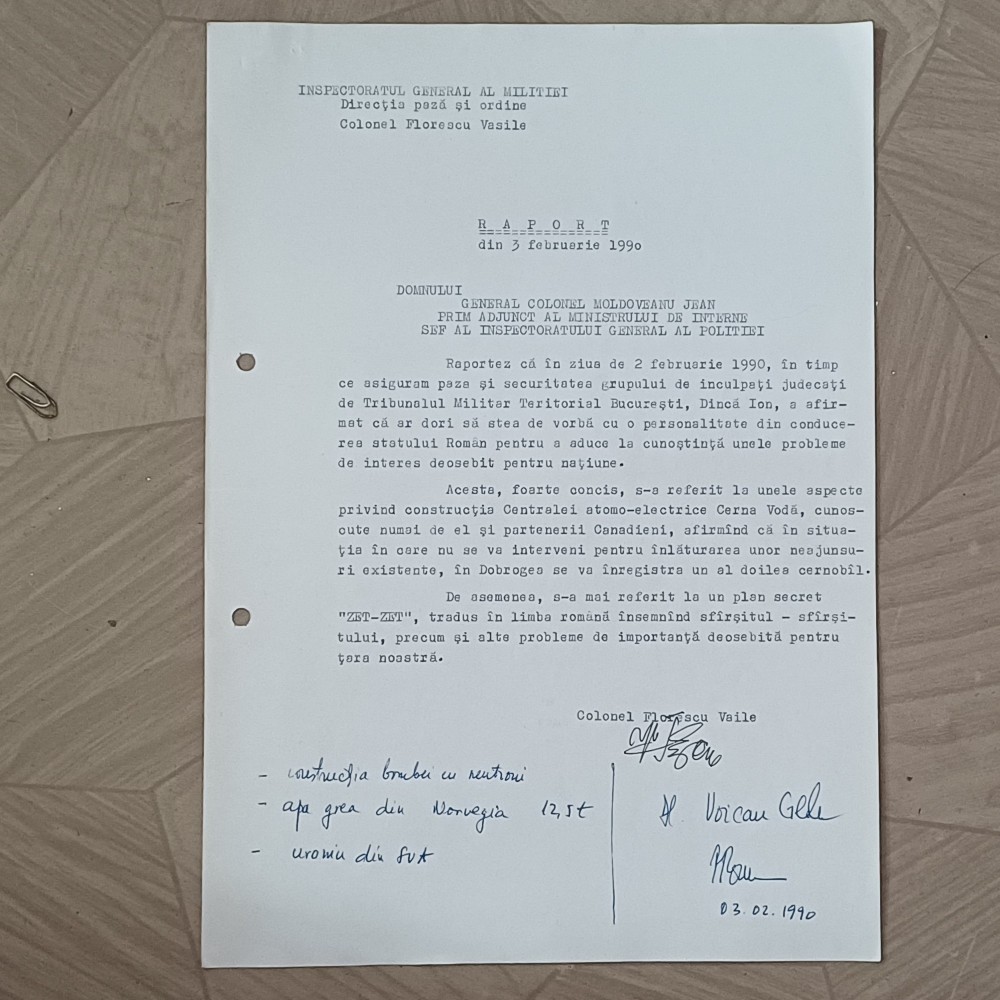 INSPECTORATUL GENERAL AL MILITIEI
Direcţia pază şi ordine
Colonel Florescu Vasile
R A P O R T
din 3 februarie 1990
DOMNULUI
GENERAL COLONEL MOLDOVEANU JEAN
PRIM ADJUNCT AL MINISTRULUI DE INTERNE
SEF AL INSPECTORATULUI GENERAL AL POLITIEI
Raportez că în ziua de 2 februarie 1990, în timp
ce asiguram paza şi securitatea grupului de inculpaţi judecaţi
de Tribunalul Militar Teritorial Bucureşti, Dincă Ion, a afir-
mat că ar dori să stea de vorbă cu o personalitate din conduce-
rea statului Român pentru a aduce la cunoştinţă unele probleme
de interes deosebit pentru naţiune.
Acesta, foarte concis, s-a referit la unele aspecte
privind construcţia Centralei atomo-electrice Cerna Vodă, cunos-
cute numai de el şi partenerii Canadieni, afirmînd că în situa-
ţia în care nu se va interveni pentru înlăturarea unor neajunsu-
ri existente, în Dobrogea se va înregistra un al doilea cernobîl.
De asemenea, s-a mai referit la un plan secret
"ZET-ZET", tradus în limba română însemnînd sfîrşitul - sfîrşi-
tului, precum şi alte probleme de importanţă deosebită pentru
ţara noastră.
Colonel Florescu Vaile
- construcţia bombei cu neutroni
- apa grea din Norvegia 12,5t
- uraniu din SUA
Voican
03.02.1990